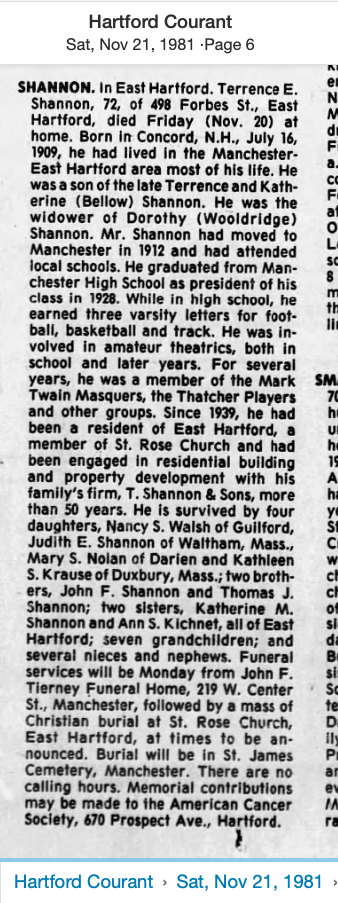 Hartford Courant
Sat, Nov 21, 1981 · Page 6
SHANNON. In East Hartford. Terrence E.
Shannon, 72, of 498 Forbes St., East
Hartford, died Friday (Nov. 20) at
home. Born in Concord, N.H., July 16,
1909, he had lived in the Manchester-
East Hartford area most of his life. He
was a son of the late Terrence and Kath-
erine (Bellow) Shannon. He was the
widower of Dorothy (Wooldridge)
Shannon. Mr. Shannon had moved to
Manchester in 1912 and had attended
local schools. He graduated from Man-
chester High School as president of his
class in 1928. While in high school, he
earned three varsity letters for foot-
ball, basketball and track. He was in-
volved in amateur theatrics, both in
school and later years. For several
years, he was a member of the Mark
Twain Masquers, the Thatcher Players
and other groups. Since 1939, he had
been a resident of East Hartford, a
member of St. Rose Church and had
been engaged in residential building
and property development with his
family's firm, T. Shannon & Sons, more
than 50 years. He is survived by four
daughters, Nancy S. Walsh of Guilford,
Judith E. Shannon of Waltham, Mass.,
Mary S. Nolan of Darien and Kathleen
S. Krause of Duxbury, Mass.; two broth-
ers, John F. Shannon and Thomas J.
Shannon; two sisters, Katherine M.
Shannon and Ann S. Kichnet, all of East
Hartford; seven grandchildren; and
several nieces and nephews. Funeral
services will be Monday from John F.
Tierney Funeral Home, 219 W. Center
St., Manchester, followed by a mass of
Christian burial at St. Rose Church,
East Hartford, at times to be an-
nounced. Burial will be in St. James
Cemetery, Manchester. There are no
calling hours. Memorial contributions
may be made to the American Cancer
Society, 670 Prospect Ave., Hartford.
Hartford Courant › Sat, Nov 21, 1981 ›